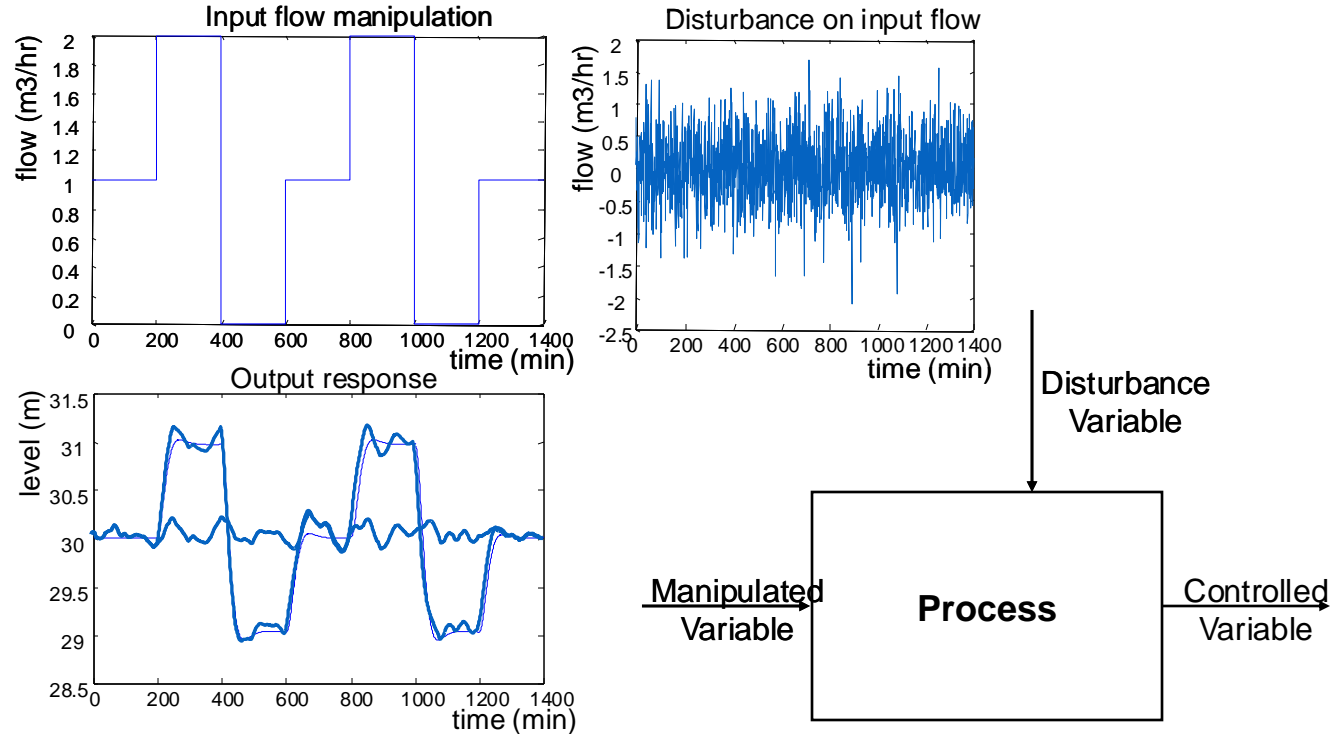 Input flow manipulation
flow (m3/hr)
2
1.8
1.6
1.4
1.2
1
0.8
0.6
0.4
0.2
0
0 200 400 600 800 1000 1200 1400
time (min)
Disturbance on input flow
flow (m3/hr)
2
1.5
1
0.5
0
-0.5
-1
-1.5
-2
-2.5
0 200 400 600 800 1000 1200 1400
time (min)
Output response
level (m)
31.5
31
30.5
30
29.5
29
28.5
0 200 400 600 800 1000 1200 1400
time (min)
Disturbance
Variable
Manipulated
Variable
Process
Controlled
Variable